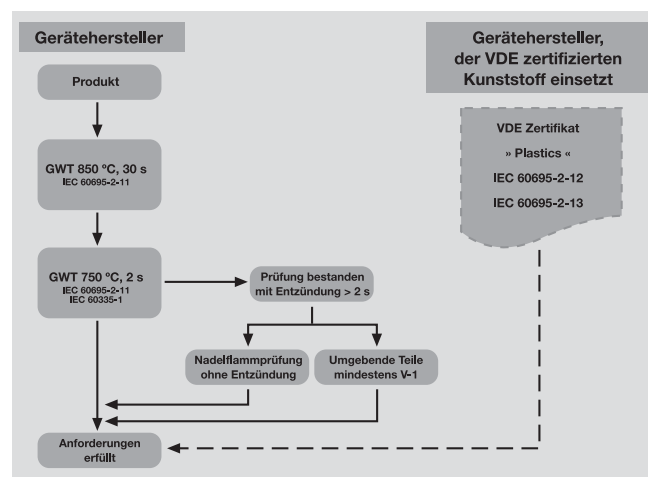 Gerätehersteller
Produkt
GWT 850 ºC, 30 s
IEC 60695-2-11
GWT 750 ºC, 2 s
IEC 60695-2-11
IEC 60335-1
Prüfung bestanden
mit Entzündung > 2 s
Nadelflammprüfung
ohne Entzündung
Umgebende Teile
mindestens V-1
Anforderungen
erfüllt
Gerätehersteller,
der VDE zertifizierten
Kunststoff einsetzt
VDE Zertifikat
» Plastics «
IEC 60695-2-12
IEC 60695-2-13